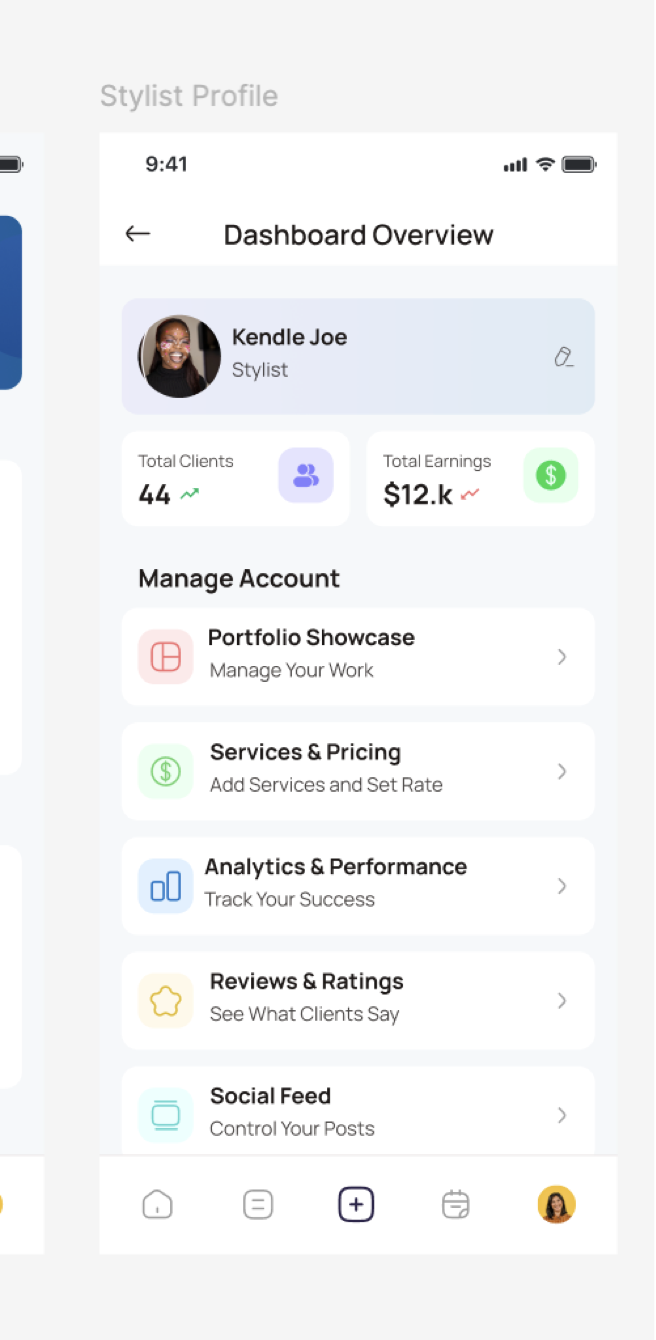 Stylist Profile
9:41
Dashboard Overview
Kendle Joe
Stylist
Total Clients
44
Total Earnings
$12.k
Manage Account
Portfolio Showcase
Manage Your Work
Services & Pricing
Add Services and Set Rate
Analytics & Performance
Track Your Success
Reviews & Ratings
See What Clients Say
Social Feed
Control Your Posts